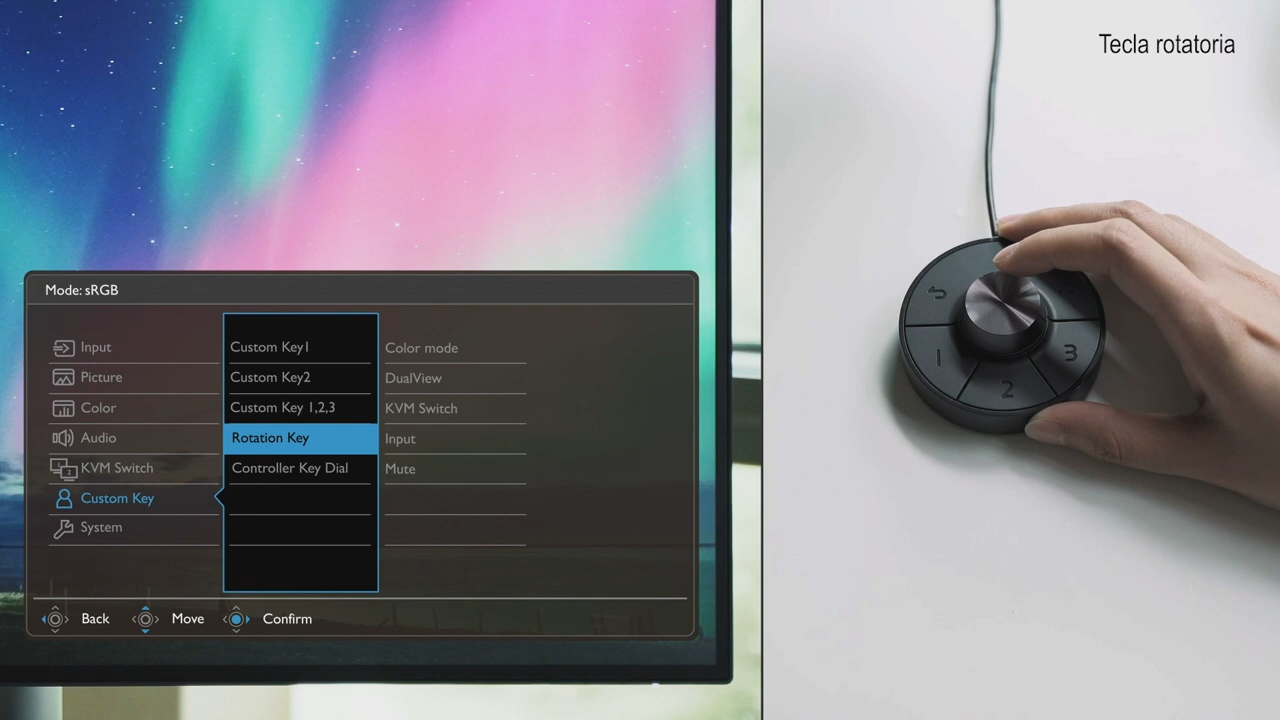 Tecla rotatoria
Mode: sRGB
Input
Picture
Color
Audio
KVM Switch
Custom Key
System
Custom Key1
Custom Key2
Custom Key 1,2,3
Rotation Key
Controller Key Dial
Color mode
DualView
KVM Switch
Input
Mute
Back Move Confirm
1
2
3